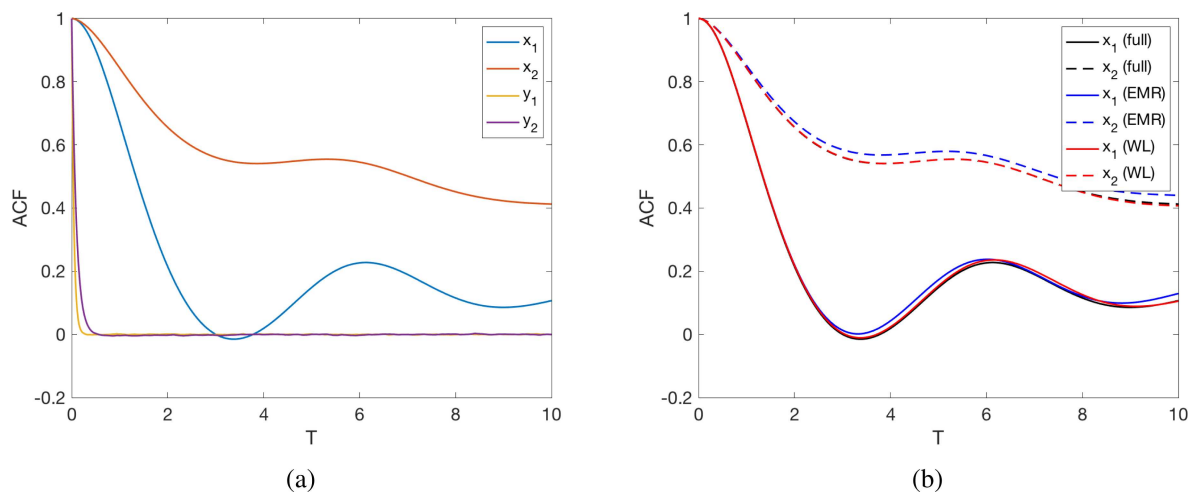 1
0.8
0.6
0.4
0.2
0
-0.2
ACF
0 2 4 6 8 10
T
x1
x2
y1
y2
(a)
1
0.8
0.6
0.4
0.2
0
-0.2
ACF
0 2 4 6 8 10
T
x1 (full)
x2 (full)
x1 (EMR)
x2 (EMR)
x1 (WL)
x2 (WL)
(b)